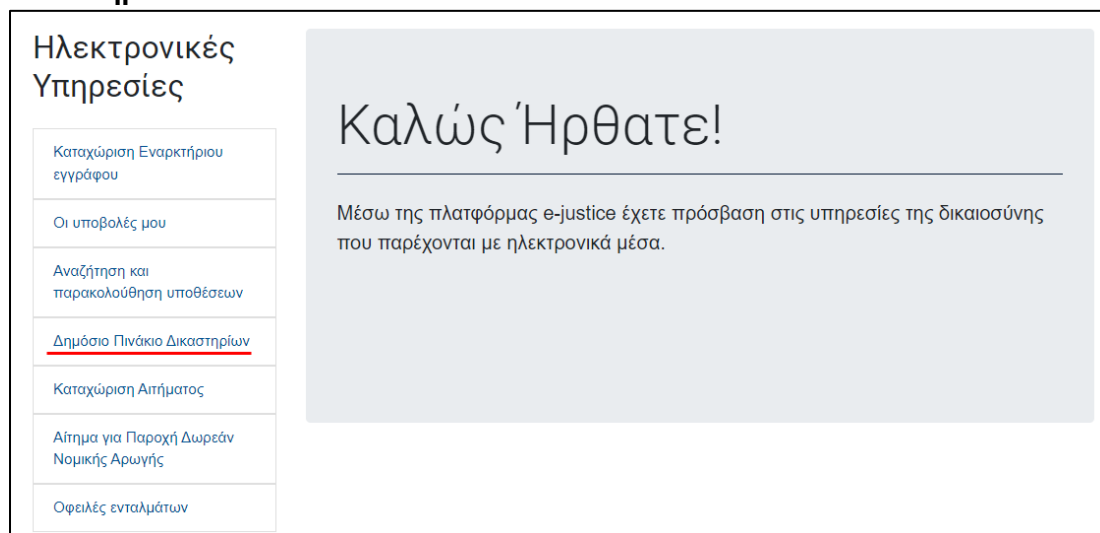 Ηλεκτρονικές
Υπηρεσίες
Καταχώριση Εναρκτήριου
εγγράφου
Οι υποβολές μου
Αναζήτηση και
παρακολούθηση υποθέσεων
Δημόσιο Πινάκιο Δικαστηρίων
Καταχώριση Αιτήματος
Αίτημα για Παροχή Δωρεάν
Νομικής Αρωγής
Οφειλές ενταλμάτων
Καλώς Ήρθατε!
Μέσω της πλατφόρμας e-justice έχετε πρόσβαση στις υπηρεσίες της δικαιοσύνης
που παρέχονται με ηλεκτρονικά μέσα.